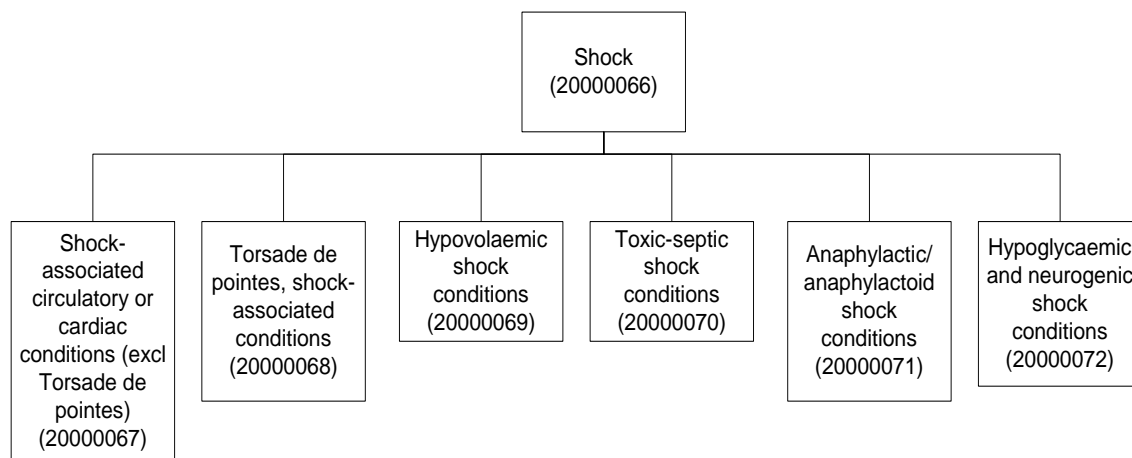 Shock
(20000066)
Shock-
associated
circulatory or
cardiac
conditions (excl
Torsade de
pointes)
(20000067)
Torsade de
pointes, shock-
associated
conditions
(20000068)
Hypovolaemic
shock
conditions
(20000069)
Toxic-septic
shock
conditions
(20000070)
Anaphylactic/
anaphylactoid
shock
conditions
(20000071)
Hypoglycaemic
and neurogenic
shock
conditions
(20000072)